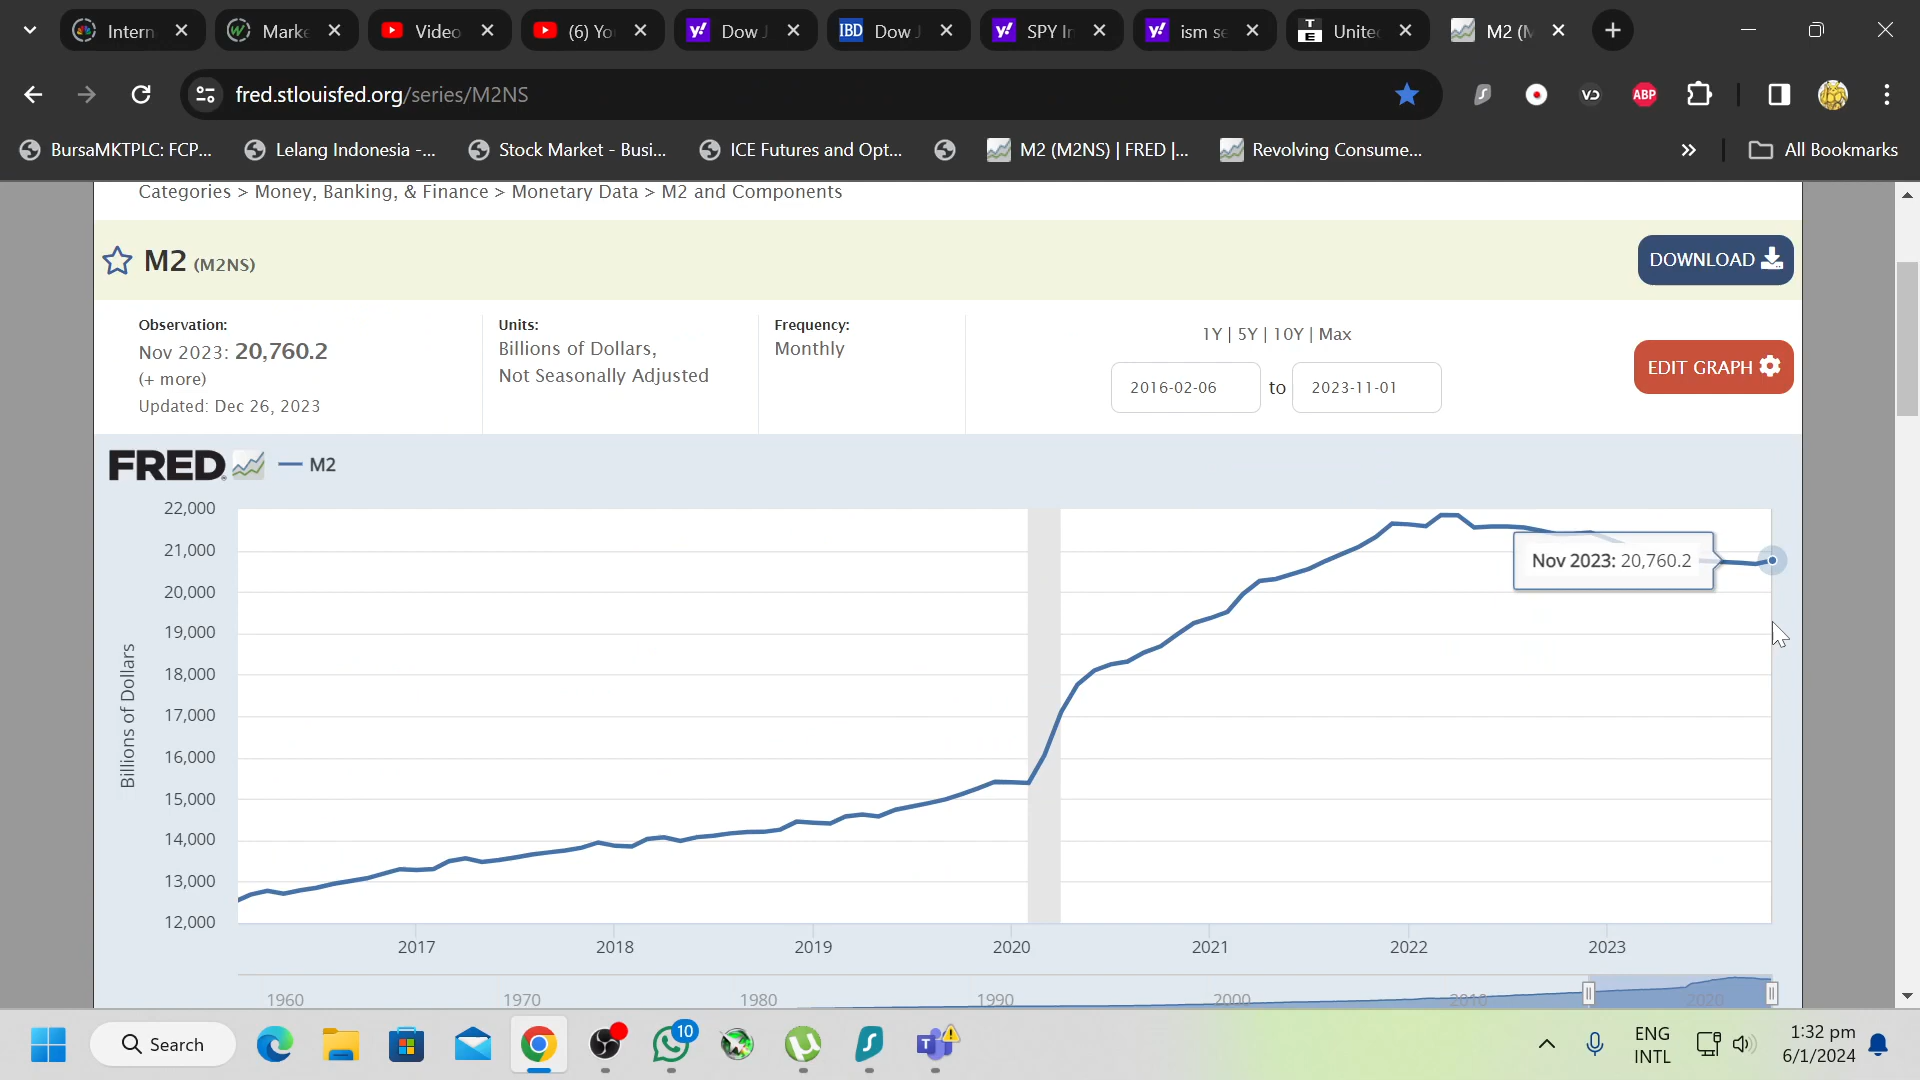 Intern
Marke
Video
(6) Yo
Dow J
IBD Dow J
SPY In
ism se
Unite
M2 (M
fred.stlouisfed.org/series/M2NS
VD
ABP
BursaMKTPLC: FCP...
Lelang Indonesia -...
Stock Market - Busi...
ICE Futures and Opt...
M2 (M2NS) | FRED |...
Revolving Consume...
»
All Bookmarks
Categories > Money, Banking, & Finance > Monetary Data > M2 and Components
M2 (M2NS)
DOWNLOAD
Observation:
Nov 2023: 20,760.2
(+ more)
Updated: Dec 26, 2023
Units:
Billions of Dollars,
Not Seasonally Adjusted
Frequency:
Monthly
1Y | 5Y | 10Y | Max
2016-02-06 to 2023-11-01
EDIT GRAPH
FRED
M2
22,000
21,000
20,000
19,000
18,000
17,000
16,000
15,000
14,000
13,000
12,000
Billions of Dollars
Nov 2023: 20,760.2
2017 2018 2019 2020 2021 2022 2023
1960 1970 1980 1990 2000 2010 2020
Search
10
ENG
INTL
1:32 pm
6/1/2024